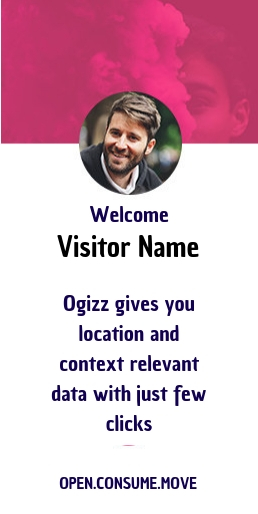 Welcome
Visitor Name
Ogizz gives you
location and
context relevant
data with just few
clicks
OPEN.CONSUME.MOVE